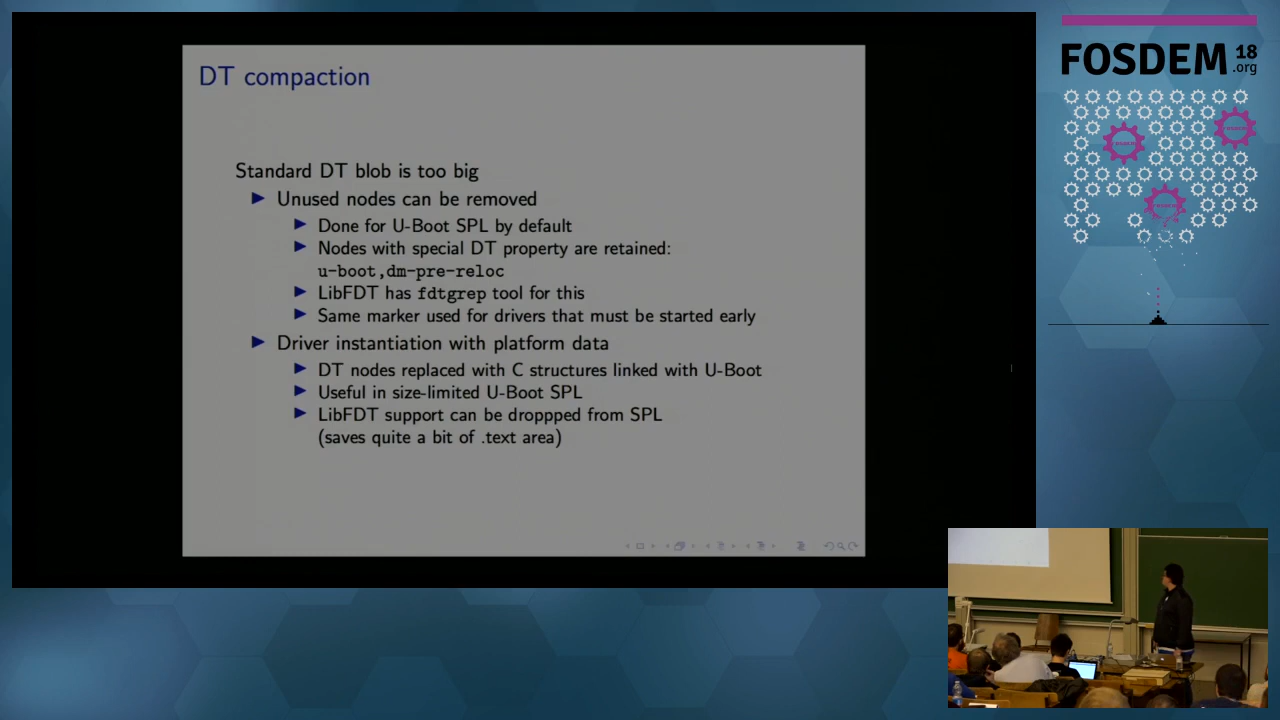 DT compaction
Standard DT blob is too big
Unused nodes can be removed
Done for U-Boot SPL by default
Nodes with special DT property are retained:
u-boot,dm-pre-reloc
LibFDT has fdtgrep tool for this
Same marker used for drivers that must be started early
Driver instantiation with platform data
DT nodes replaced with C structures linked with U-Boot
Useful in size-limited U-Boot SPL
LibFDT support can be droppped from SPL
(saves quite a bit of .text area)
FOSDEM 18
.org